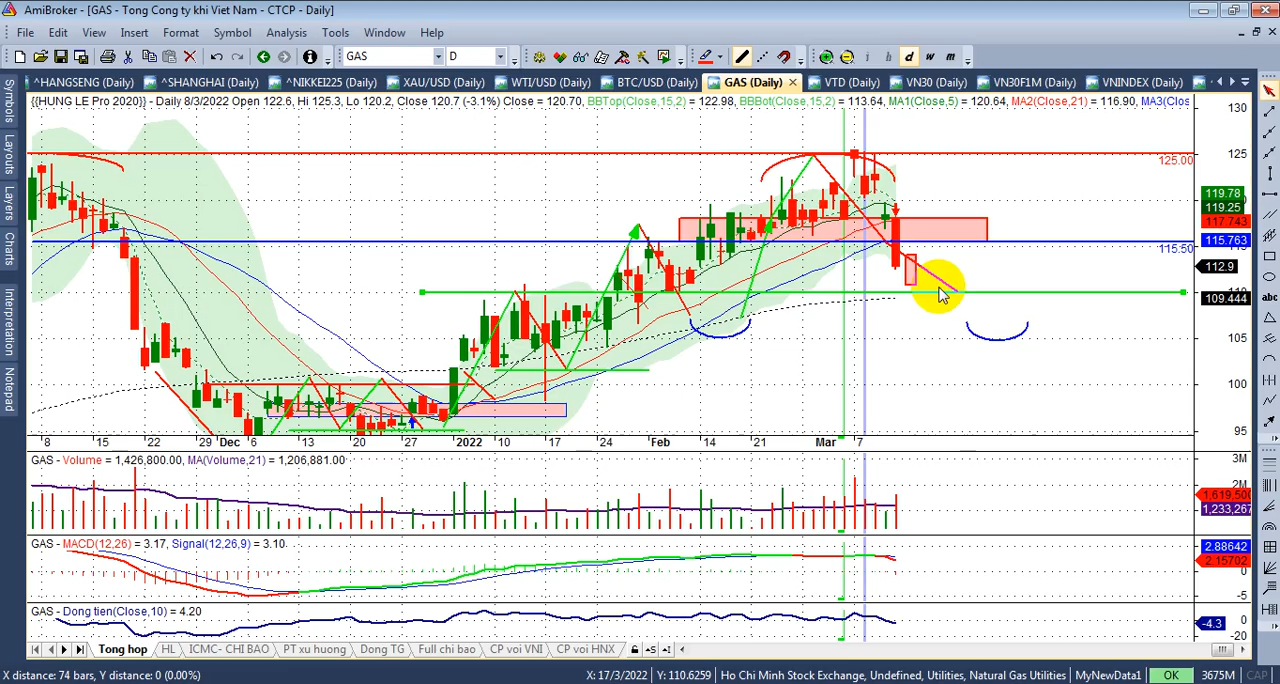 AmiBroker - [GAS - Tong Cong ty khi Viet Nam - CTCP - Daily]
File Edit View Insert Format Symbol Analysis Tools Window Help
GAS D d w m
^HANGSENG (Daily) ^SHANGHAI (Daily) ^NIKKEI225 (Daily) XAU/USD (Daily) WTI/USD (Daily) BTC/USD (Daily) GAS (Daily) VTD (Daily) VN30 (Daily) VN30F1M (Daily) VNINDEX (Daily)
{{HUNG LE Pro 2020}} - Daily 8/3/2022 Open 122.6, Hi 125.3, Lo 120.2, Close 120.7 (-3.1%) Close = 120.70, BBTop(Close,15,2) = 122.98, BBBot(Close,15,2) = 113.64, MA1(Close,5) = 120.64, MA2(Close,21) = 116.90, MA3(Clos
Symbols
Layouts
Layers
Charts
Interpretation
Notepad
130
125
125.00
119.78
119.25
117.743
115.763
115.50
112.9
109.444
105
100
95
8 15 22 29 Dec 6 13 20 27 2022 10 17 24 Feb 14 21 Mar 7
GAS - Volume = 1,426,800.00, MA(Volume,21) = 1,206,881.00
3M
2M
1,619,500
1,233,267
GAS - MACD(12,26) = 3.17, Signal(12,26,9) = 3.10
2.88642
2.15702
0
-5
GAS - Dong tien(Close,10) = 4.20
0
-4.3
-20
abc
Tong hop HL ICMC- CHI BAO PT xu huong Dong TG Full chi bao CP voi VNI CP voi HNX
X distance: 74 bars, Y distance: 0 (0.00%) X: 17/3/2022 Y: 110.6259 Ho Chi Minh Stock Exchange, Undefined, Utilities, Natural Gas Utilities MyNewData1 OK 3675M CAP